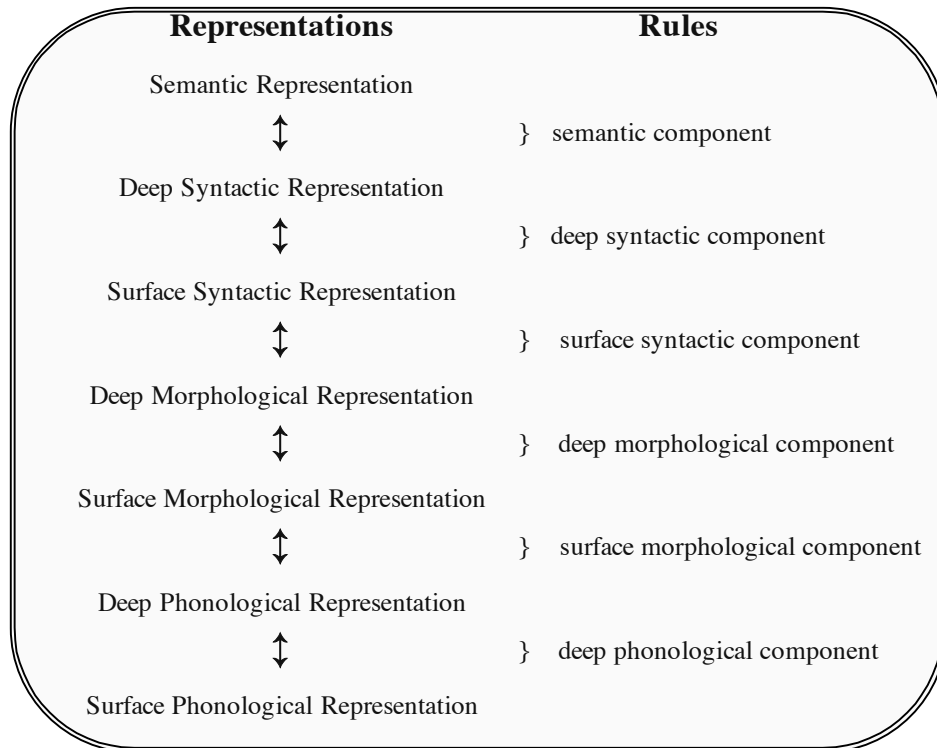 Representations Rules
Semantic Representation
} semantic component
Deep Syntactic Representation
} deep syntactic component
Surface Syntactic Representation
} surface syntactic component
Deep Morphological Representation
} deep morphological component
Surface Morphological Representation
} surface morphological component
Deep Phonological Representation
} deep phonological component
Surface Phonological Representation